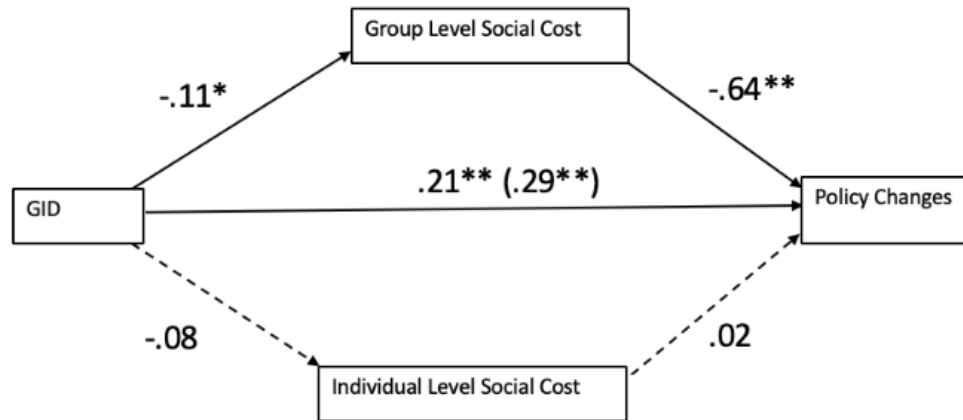 Group Level Social Cost
-.11*
-.64**
.21** (.29**)
GID
Policy Changes
-.08
.02
Individual Level Social Cost